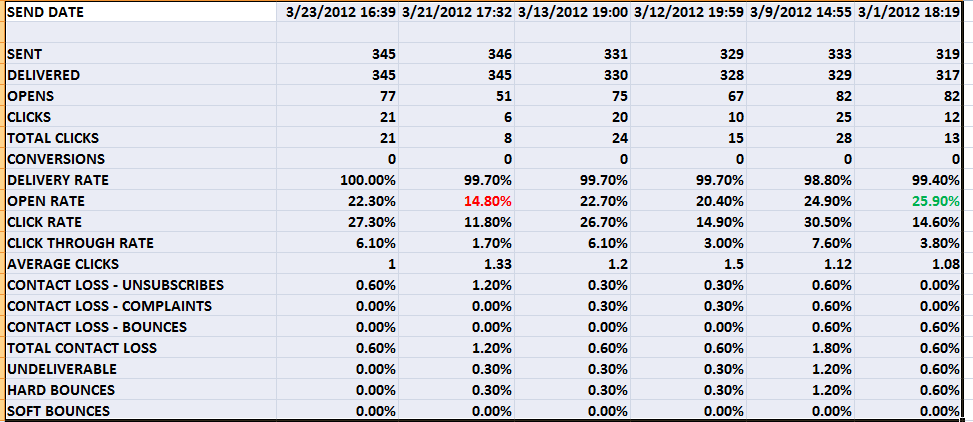 SEND DATE 3/23/2012 16:39 3/21/2012 17:32 3/13/2012 19:00 3/12/2012 19:59 3/9/2012 14:55 3/1/2012 18:19
SENT 345 346 331 329 333 319
DELIVERED 345 345 330 328 329 317
OPENS 77 51 75 67 82 82
CLICKS 21 6 20 10 25 12
TOTAL CLICKS 21 8 24 15 28 13
CONVERSIONS 0 0 0 0 0 0
DELIVERY RATE 100.00% 99.70% 99.70% 99.70% 98.80% 99.40%
OPEN RATE 22.30% 14.80% 22.70% 20.40% 24.90% 25.90%
CLICK RATE 27.30% 11.80% 26.70% 14.90% 30.50% 14.60%
CLICK THROUGH RATE 6.10% 1.70% 6.10% 3.00% 7.60% 3.80%
AVERAGE CLICKS 1 1.33 1.2 1.5 1.12 1.08
CONTACT LOSS - UNSUBSCRIBES 0.60% 1.20% 0.30% 0.30% 0.60% 0.00%
CONTACT LOSS - COMPLAINTS 0.00% 0.00% 0.30% 0.30% 0.60% 0.00%
CONTACT LOSS - BOUNCES 0.00% 0.00% 0.00% 0.00% 0.60% 0.60%
TOTAL CONTACT LOSS 0.60% 1.20% 0.60% 0.60% 1.80% 0.60%
UNDELIVERABLE 0.00% 0.30% 0.30% 0.30% 1.20% 0.60%
HARD BOUNCES 0.00% 0.30% 0.30% 0.30% 1.20% 0.60%
SOFT BOUNCES 0.00% 0.00% 0.00% 0.00% 0.00% 0.00%